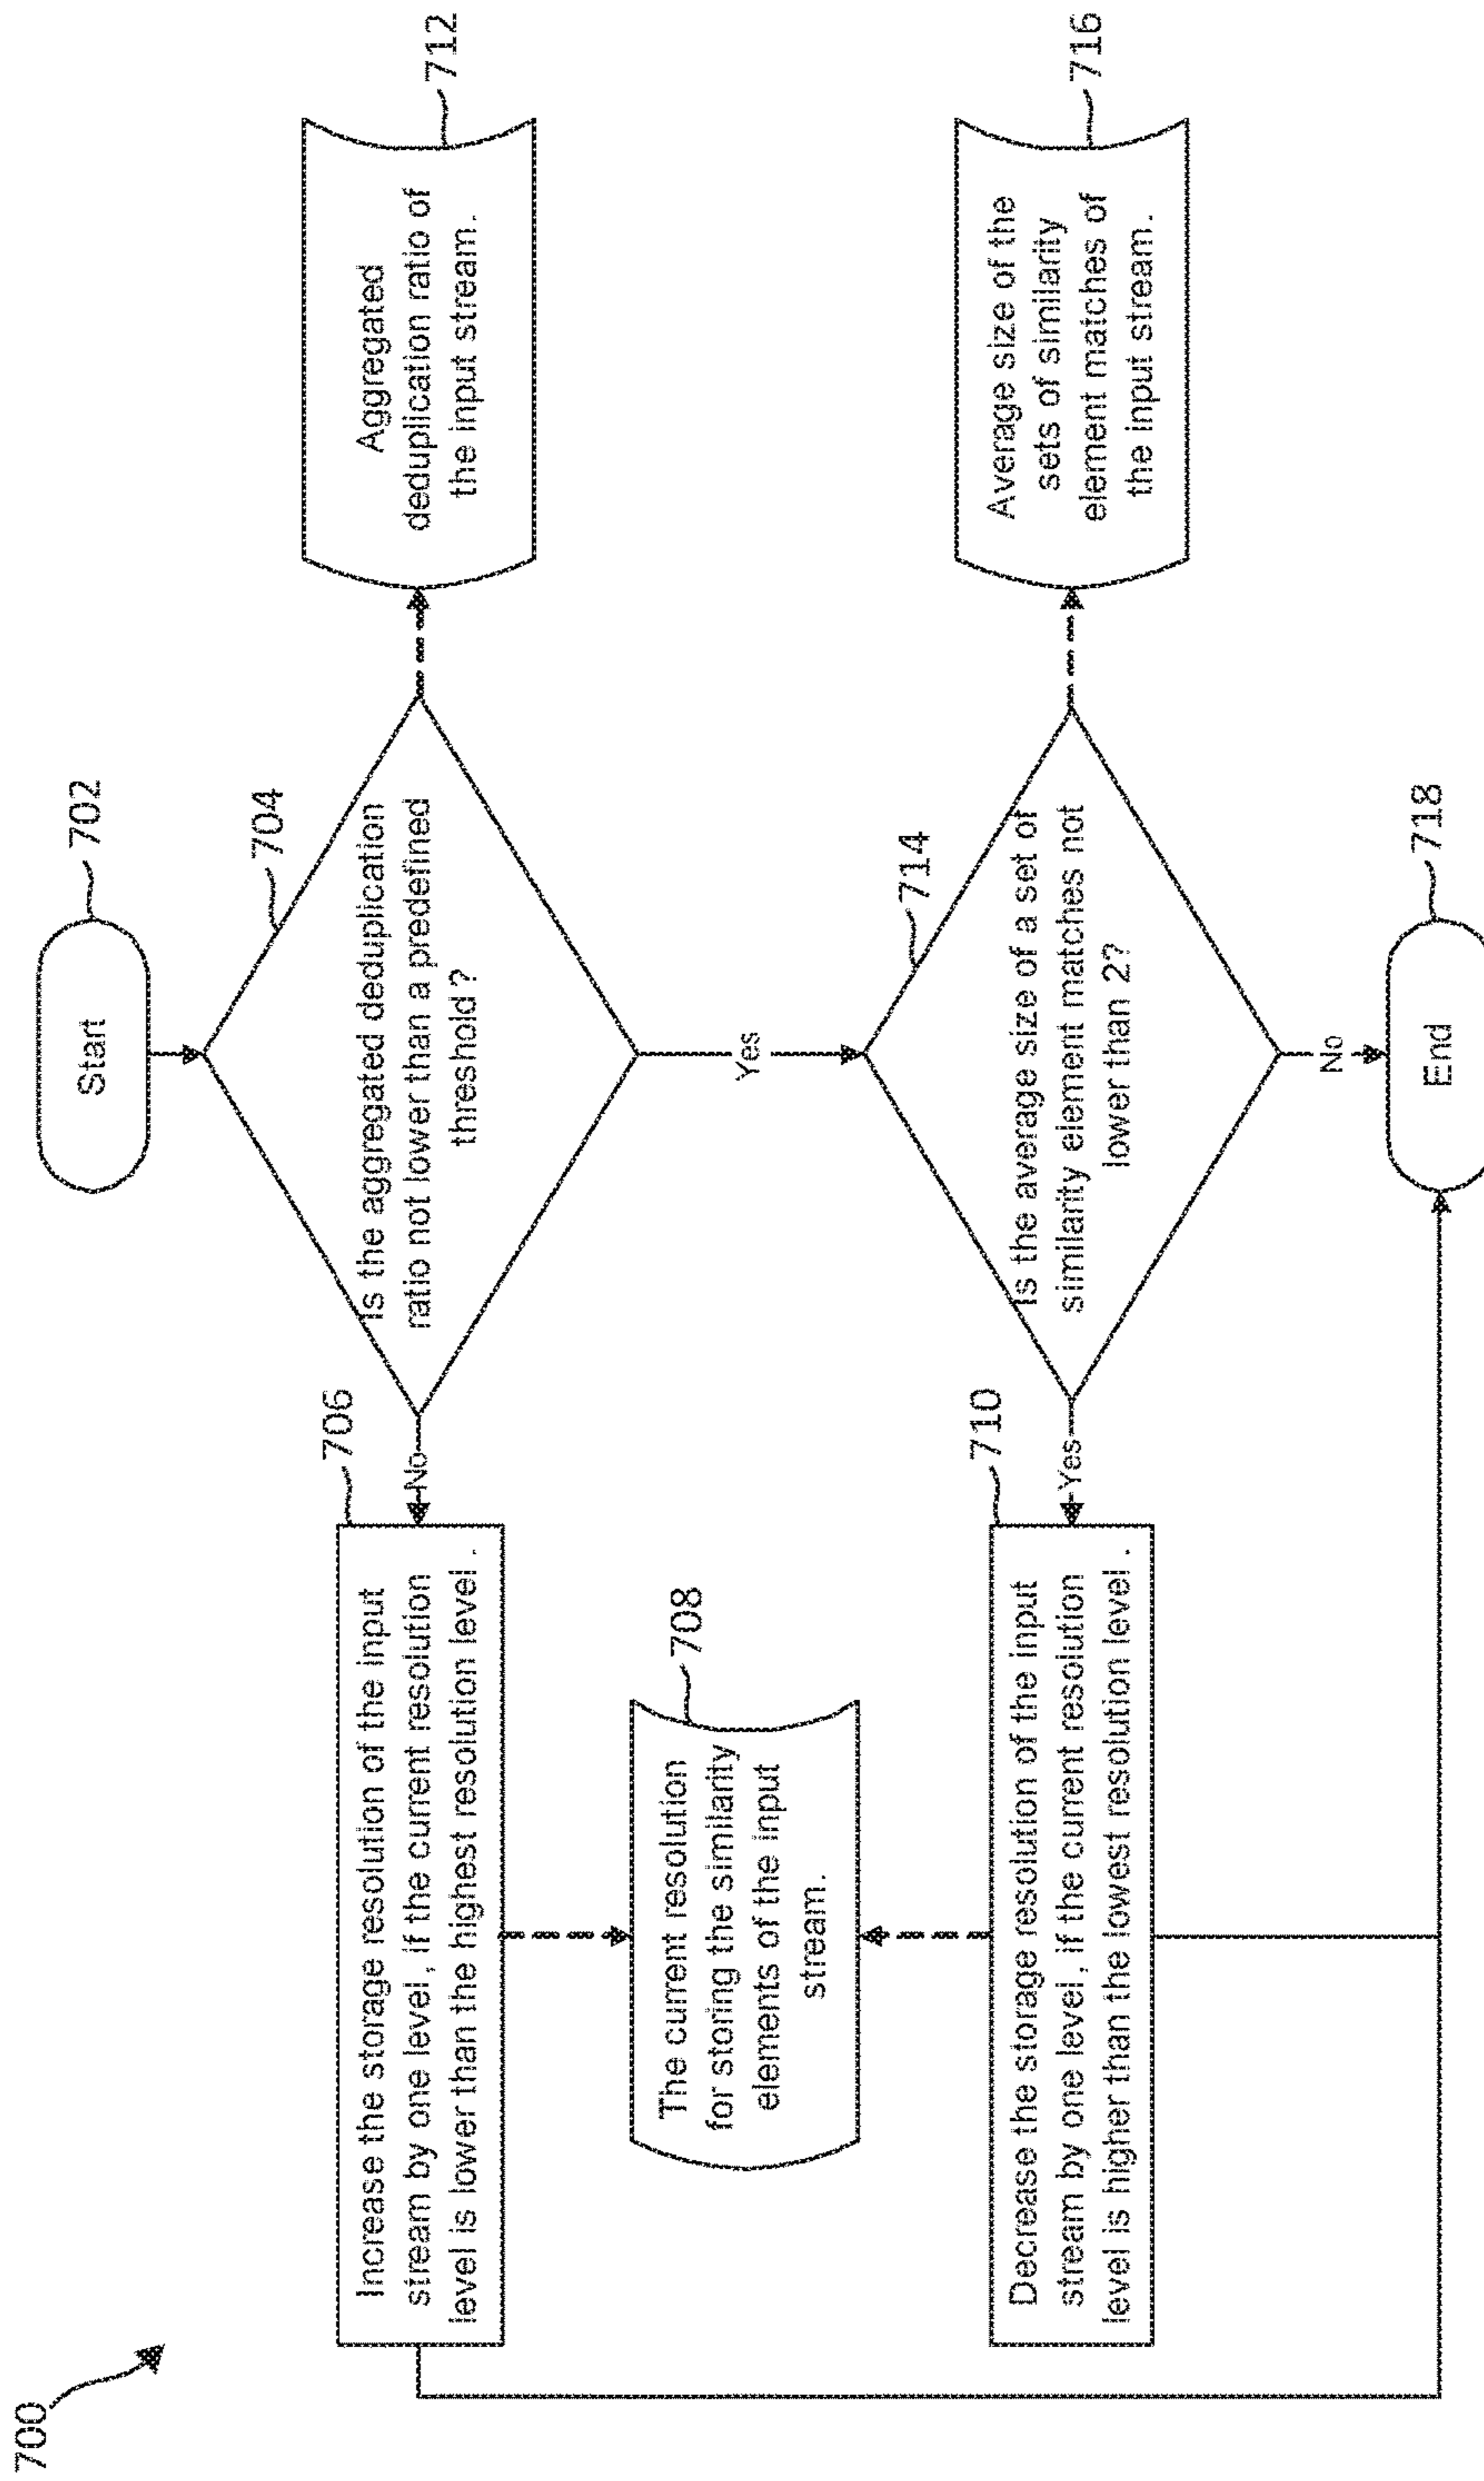 700
Start
702
Is the aggregated deduplication
ratio not lower than a predefined
threshold?
704
No
Yes
Increase the storage resolution of the input
stream by one level, if the current resolution
level is lower than the highest resolution level.
706
Aggregated
deduplication ratio of
the input stream.
712
The current resolution
for storing the similarity
elements of the input
stream.
708
Is the average size of a set of
similarity element matches not
lower than 2?
714
Yes
No
Decrease the storage resolution of the input
stream by one level, if the current resolution
level is higher than the lowest resolution level.
710
Average size of the
sets of similarity
element matches of
the input stream.
716
End
718